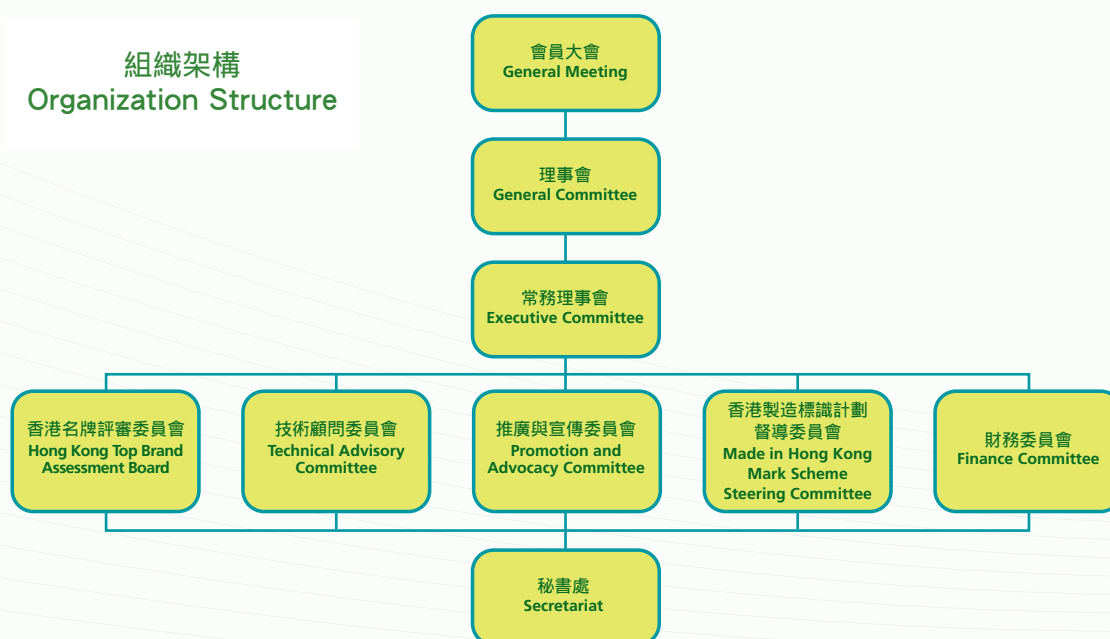 組織架構
Organization Structure
會員大會
General Meeting
理事會
General Committee
常務理事會
Executive Committee
香港名牌評審委員會
Hong Kong Top Brand
Assessment Board
技術顧問委員會
Technical Advisory
Committee
推廣與宣傳委員會
Promotion and
Advocacy Committee
香港製造標識計劃
督導委員會
Made in Hong Kong
Mark Scheme
Steering Committee
財務委員會
Finance Committee
秘書處
Secretariat